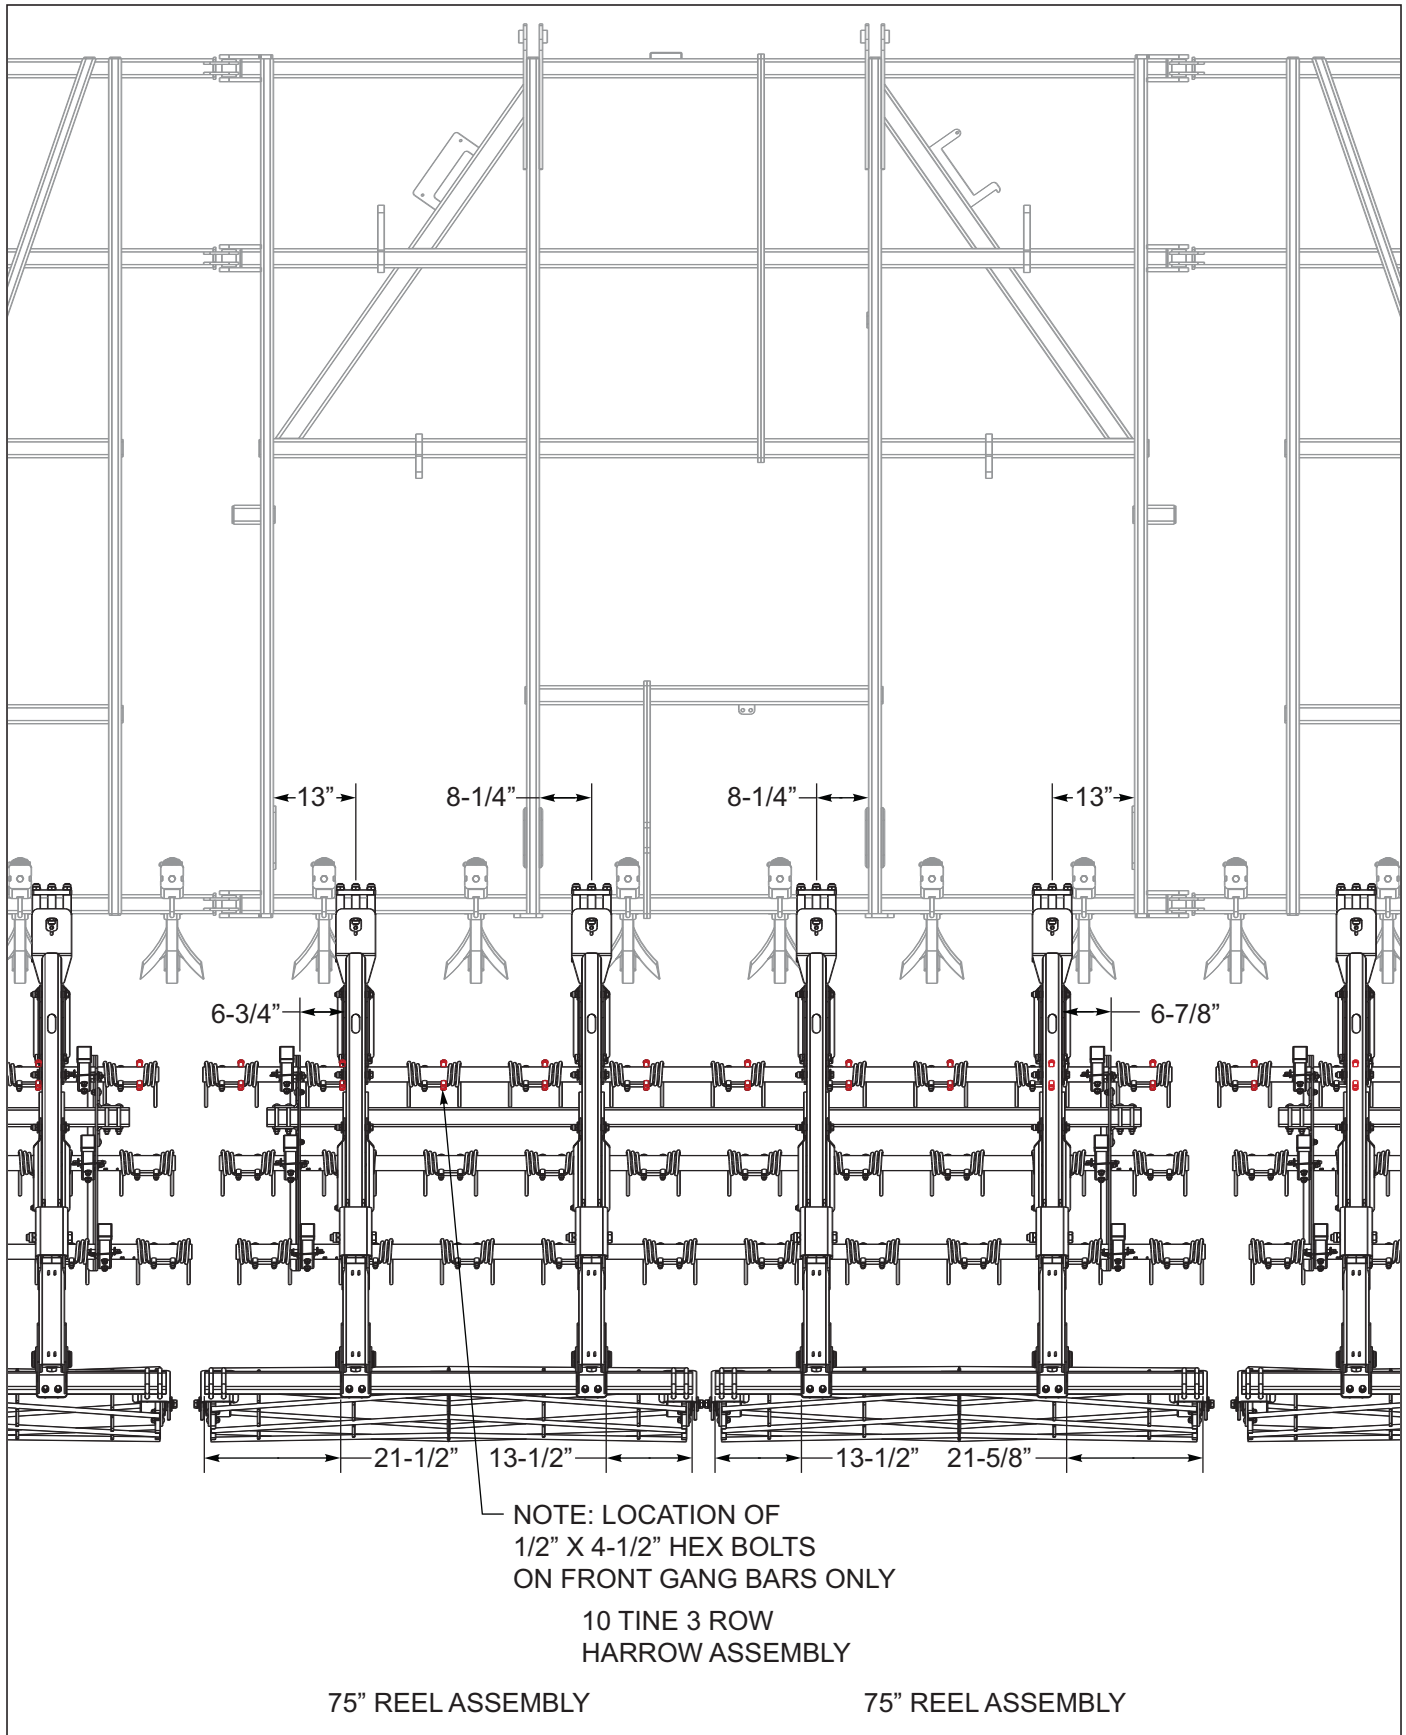 13”
8-1/4”
8-1/4”
13”
6-3/4”
6-7/8”
21-1/2”
13-1/2”
13-1/2”
21-5/8”
NOTE: LOCATION OF
1/2” X 4-1/2” HEX BOLTS
ON FRONT GANG BARS ONLY
10 TINE 3 ROW
HARROW ASSEMBLY
75” REEL ASSEMBLY
75” REEL ASSEMBLY